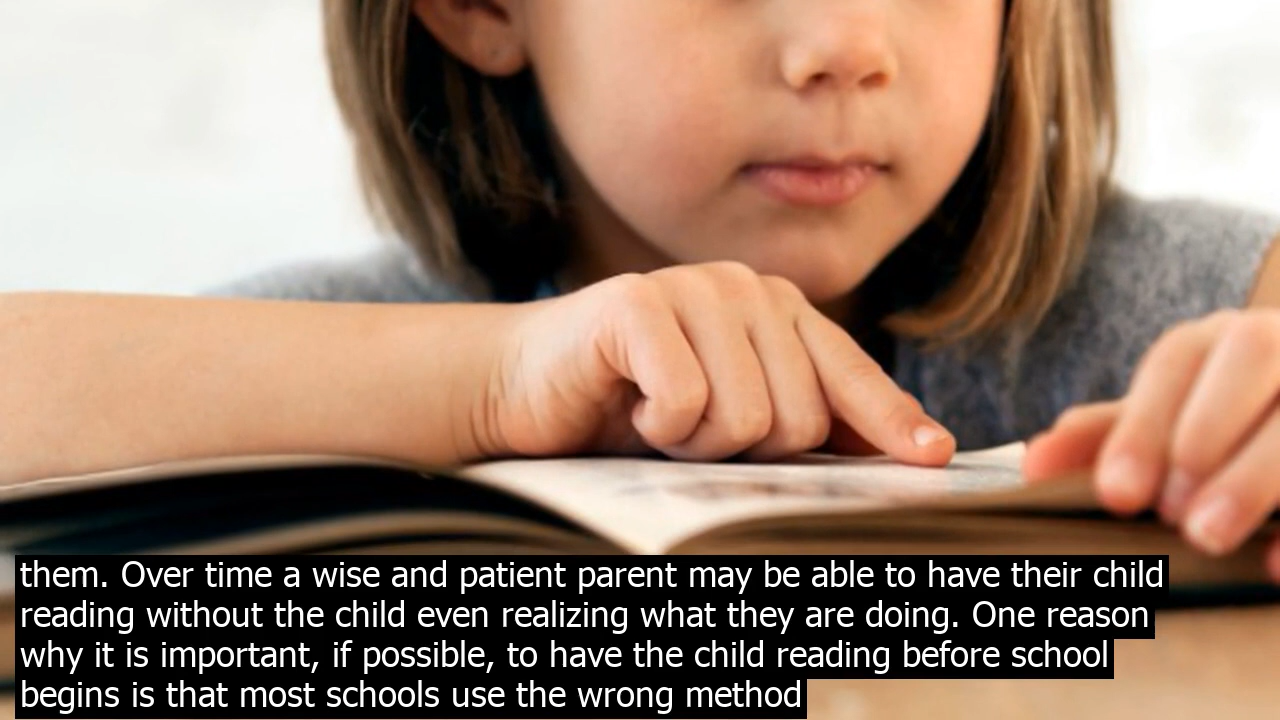 them. Over time a wise and patient parent may be able to have their child
reading without the child even realizing what they are doing. One reason
why it is important, if possible, to have the child reading before school
begins is that most schools use the wrong method